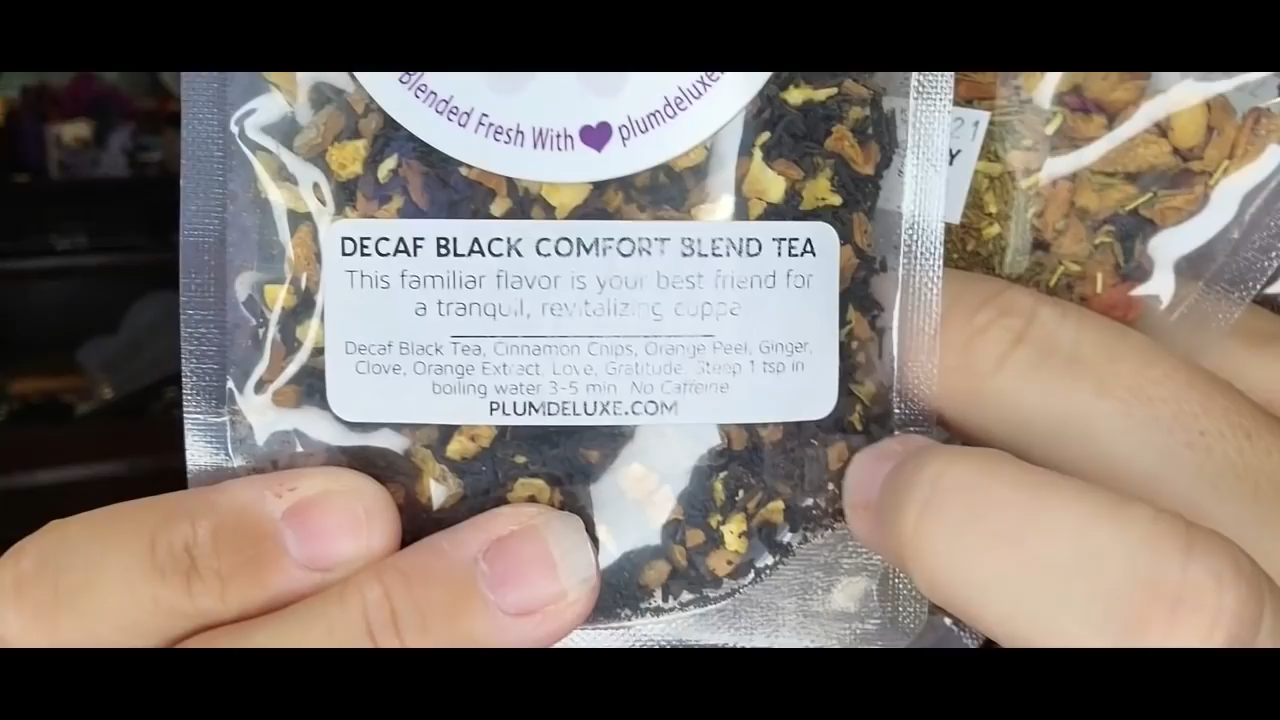 Blended Fresh With plumdeluxe.
DECAF BLACK COMFORT BLEND TEA
This familiar flavor is your best friend for
a tranquil, revitalizing cuppa
Decaf Black Tea, Cinnamon Chips, Orange Peel, Ginger,
Clove, Orange Extract, Love, Gratitude. Steep 1 tsp in
boiling water 3-5 min. No Caffeine
PLUMDELUXE.COM
21
Y